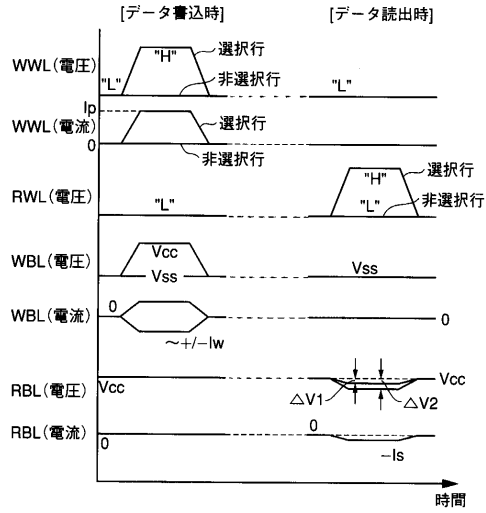 [データ書込時] [データ読出時]
"H" 選択行
WWL(電圧)
"L" 非選択行 "L"
Ip
WWL(電流) 選択行
0
非選択行
"H" 選択行
RWL(電圧) "L" "L" 非選択行
WBL(電圧) Vcc
Vss Vss
WBL(電流) 0 0
～+/−Iw
Vcc Vcc
RBL(電圧) △V1 △V2
RBL(電流) 0 0
−Is
時間